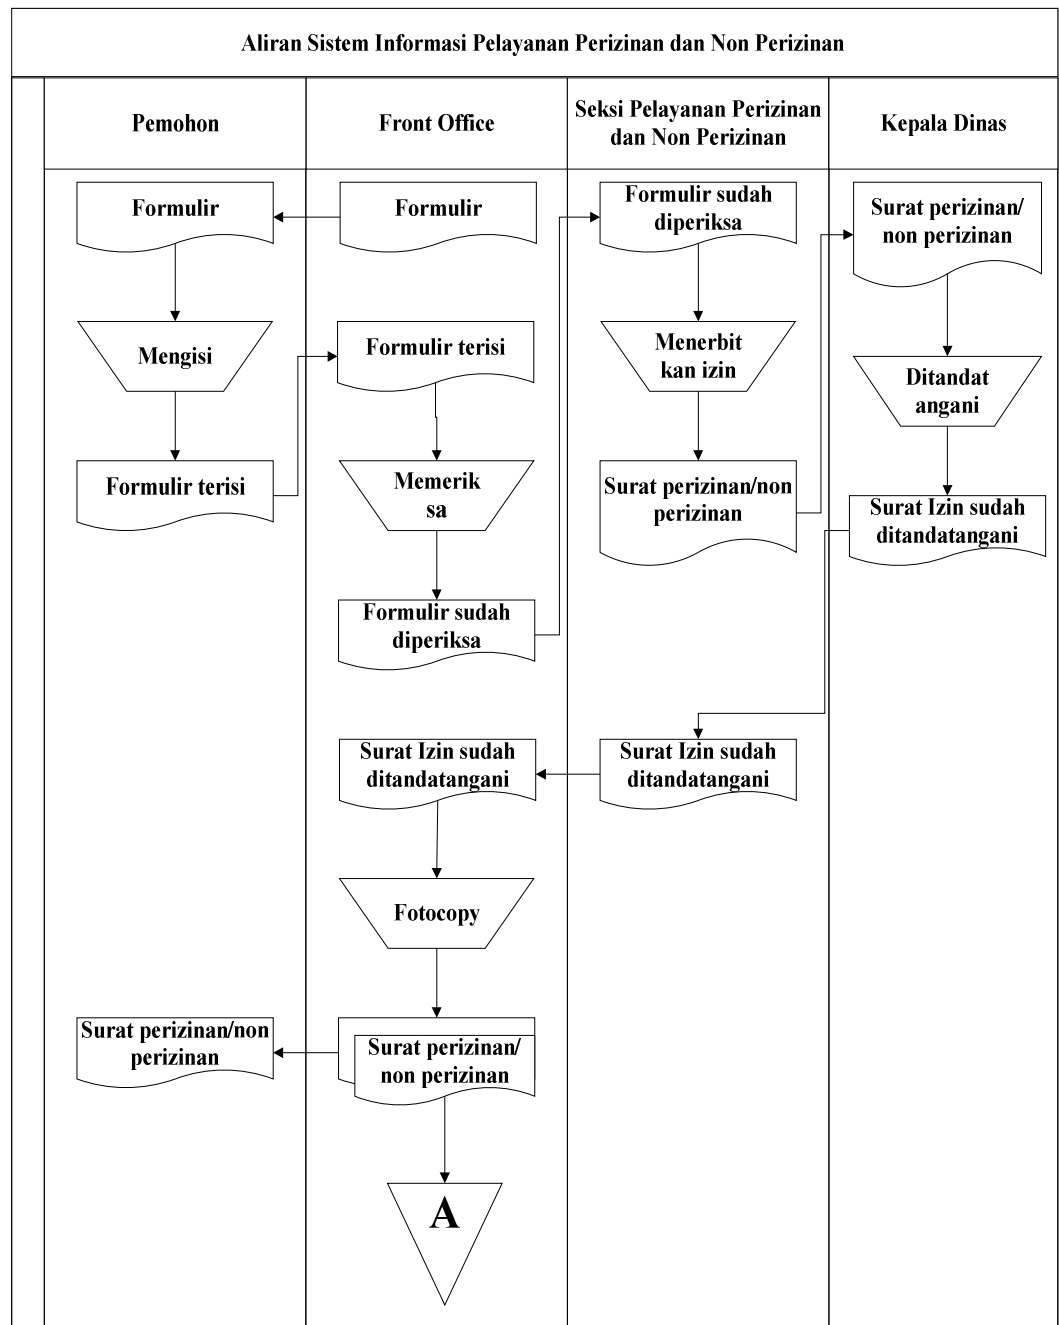 Aliran Sistem Informasi Pelayanan Perizinan dan Non Perizinan
Pemohon
Front Office
Seksi Pelayanan Perizinan
dan Non Perizinan
Kepala Dinas
Formulir
Formulir
Formulir sudah
diperiksa
Surat perizinan/
non perizinan
Mengisi
Formulir terisi
Menerbit
kan izin
Ditandat
angani
Formulir terisi
Memerik
sa
Surat perizinan/non
perizinan
Surat Izin sudah
ditandatangani
Formulir sudah
diperiksa
Surat Izin sudah
ditandatangani
Surat Izin sudah
ditandatangani
Fotocopy
Surat perizinan/non
perizinan
Surat perizinan/
non perizinan
A